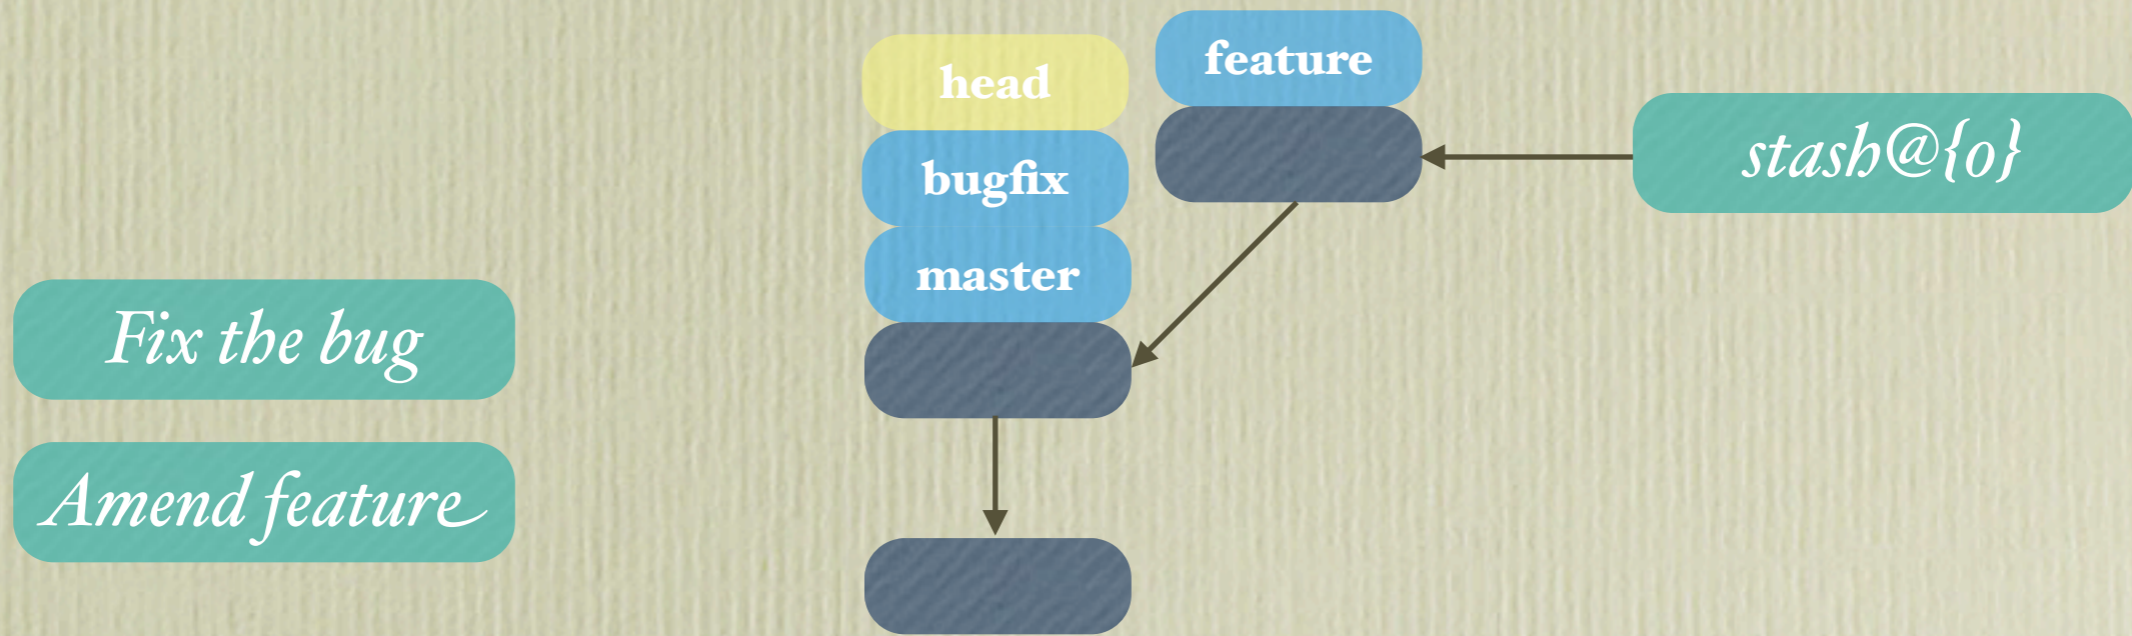 head
feature
bugfix
stash@{0}
master
Fix the bug
Amend feature